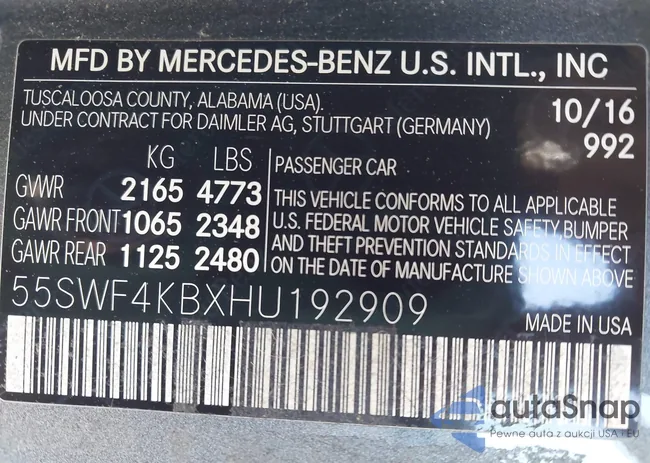 MFD BY MERCEDES-BENZ U.S. INTL., INC
TUSCALOOSA COUNTY, ALABAMA (USA).
UNDER CONTRACT FOR DAIMLER AG, STUTTGART (GERMANY)
10/16
992
KG LBS
GVWR 2165 4773
GAWR FRONT 1065 2348
GAWR REAR 1125 2480
PASSENGER CAR
THIS VEHICLE CONFORMS TO ALL APPLICABLE
U.S. FEDERAL MOTOR VEHICLE SAFETY, BUMPER
AND THEFT PREVENTION STANDARDS IN EFFECT
ON THE DATE OF MANUFACTURE SHOWN ABOVE
55SWF4KBXHU192909
MADE IN USA
autaSnap
Pewne auta z aukcji USA i EU